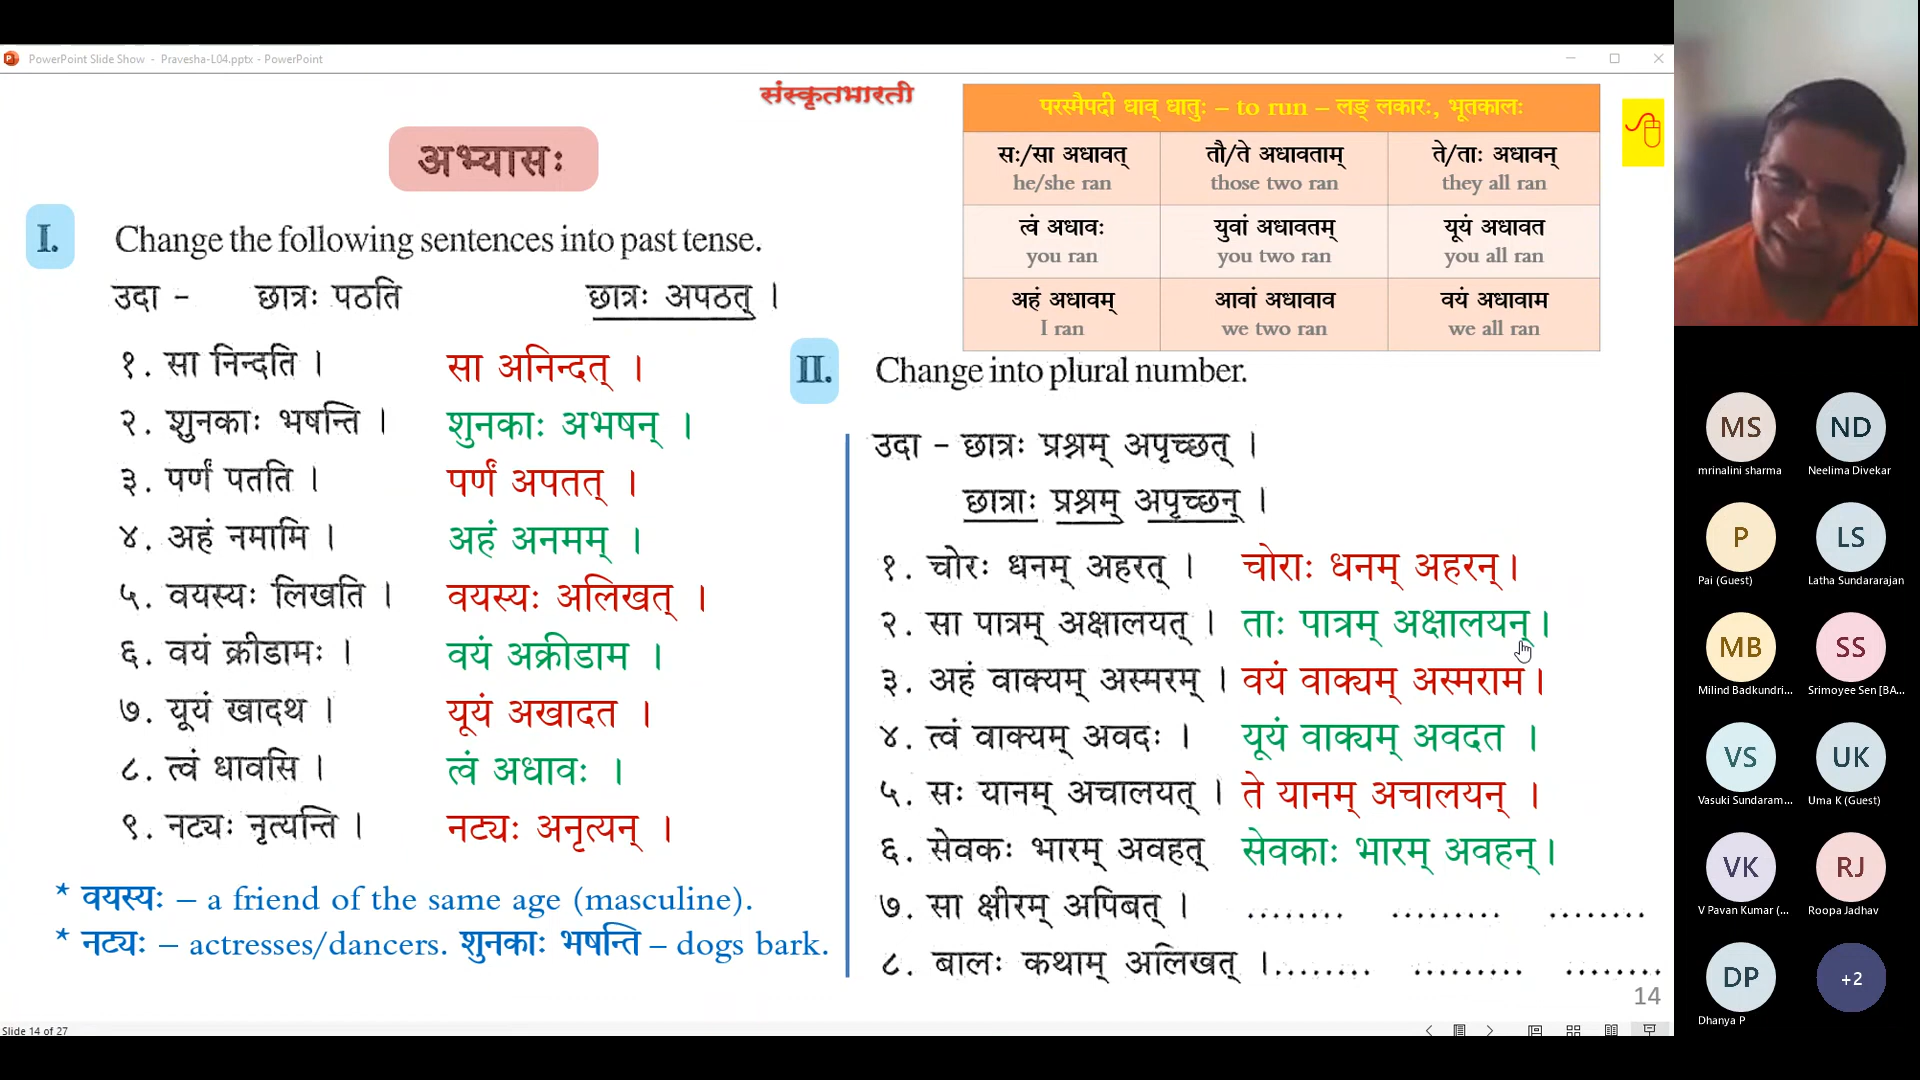 PowerPoint Slide Show - Pravesha-L04.pptx - PowerPoint
संस्कृतभारती
अभ्यासः
परस्मैपदी धाव् धातुः – to run – लङ् लकारः, भूतकालः
सः/सा अधावत् तौ/ते अधावताम् ते/ताः अधावन्
he/she ran those two ran they all ran
त्वं अधावः युवां अधावतम् यूयं अधावत
you ran you two ran you all ran
अहं अधावम् आवां अधावाव वयं अधावाम
I ran we two ran we all ran
I. Change the following sentences into past tense.
उदा - छात्रः पठति छात्रः अपठत् ।
१. सा निन्दति । सा अनिन्दत् ।
२. शुनकाः भषन्ति । शुनकाः अभषन् ।
३. पर्णं पतति । पर्णं अपतत् ।
४. अहं नमामि । अहं अनमम् ।
५. वयस्यः लिखति । वयस्यः अलिखत् ।
६. वयं क्रीडामः । वयं अक्रीडाम ।
७. यूयं खादथ । यूयं अखादत ।
८. त्वं धावसि । त्वं अधावः ।
९. नट्यः नृत्यन्ति । नट्यः अनृत्यन् ।
* वयस्यः – a friend of the same age (masculine).
* नट्यः – actresses/dancers. शुनकाः भषन्ति – dogs bark.
II. Change into plural number.
उदा - छात्रः प्रश्नम् अपृच्छत् ।
छात्राः प्रश्नम् अपृच्छन् ।
१. चोरः धनम् अहरत् । चोराः धनम् अहरन्।
२. सा पात्रम् अक्षालयत् । ताः पात्रम् अक्षालयन्।
३. अहं वाक्यम् अस्मरम् । वयं वाक्यम् अस्मराम।
४. त्वं वाक्यम् अवदः । यूयं वाक्यम् अवदत ।
५. सः यानम् अचालयत् । ते यानम् अचालयन् ।
६. सेवकः भारम् अवहत् सेवकाः भारम् अवहन्।
७. सा क्षीरम् अपिबत् । ........ ......... ........
८. बालः कथाम् अलिखत् ।........ ......... ........
14
Slide 14 of 27
MS ND
mrinalini sharma Neelima Divekar
P LS
Pai (Guest) Latha Sundararajan
MB SS
Milind Badkundri... Srimoyee Sen [BA...
VS UK
Vasuki Sundaram... Uma K (Guest)
VK RJ
V Pavan Kumar (... Roopa Jadhav
DP +2
Dhanya P